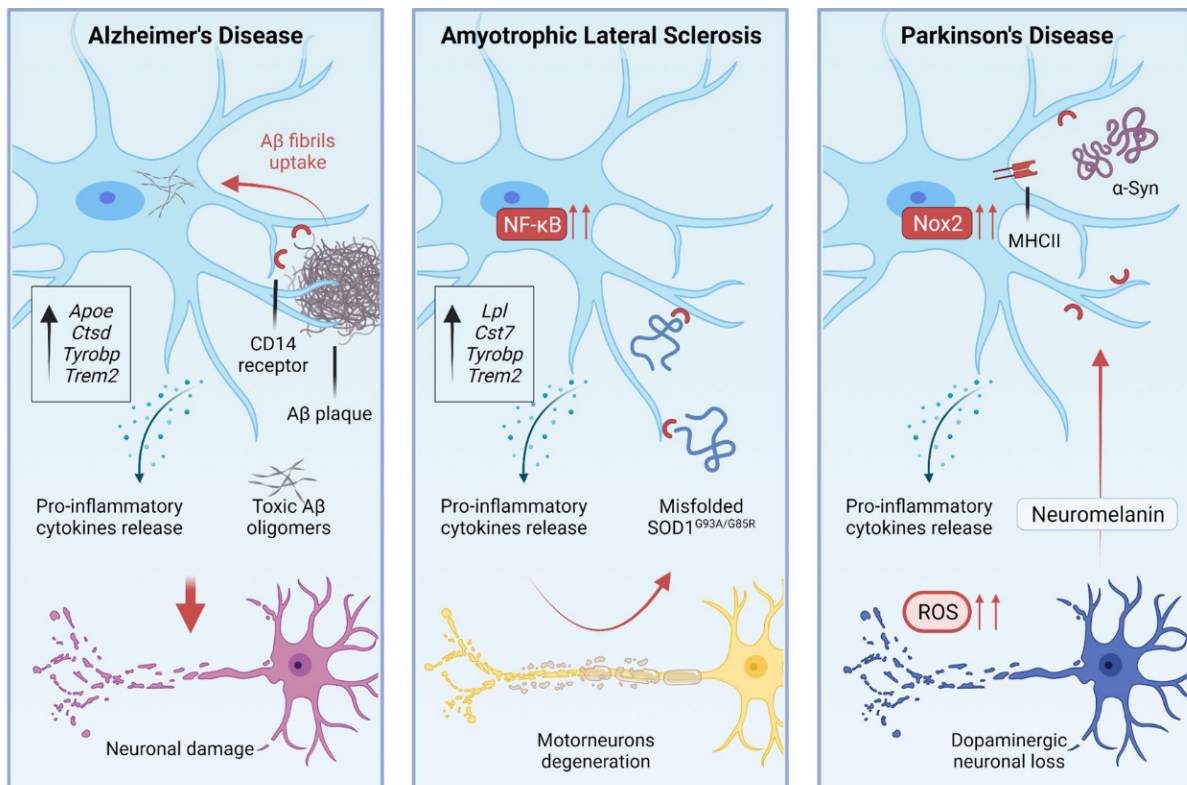 Alzheimer's Disease
Aβ fibrils
uptake
Apoe
Ctsd
Tyrobp
Trem2
CD14
receptor
Aβ plaque
Pro-inflammatory
cytokines release
Toxic Aβ
oligomers
Neuronal damage
Amyotrophic Lateral Sclerosis
NF-κB
Lpl
Cst7
Tyrobp
Trem2
Pro-inflammatory
cytokines release
Misfolded
SOD1G93A/G85R
Motorneurons
degeneration
Parkinson's Disease
α-Syn
Nox2
MHCII
Pro-inflammatory
cytokines release
Neuromelanin
ROS
Dopaminergic
neuronal loss